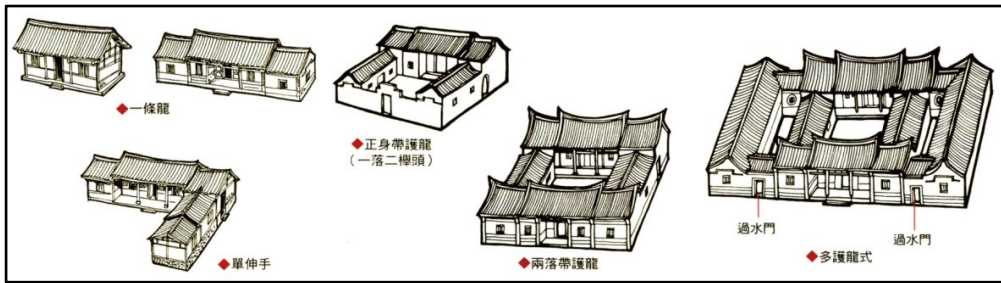 ◆一條龍
◆單伸手
◆正身帶護龍
(一落二櫸頭)
◆兩落帶護龍
過水門
過水門
◆多護龍式